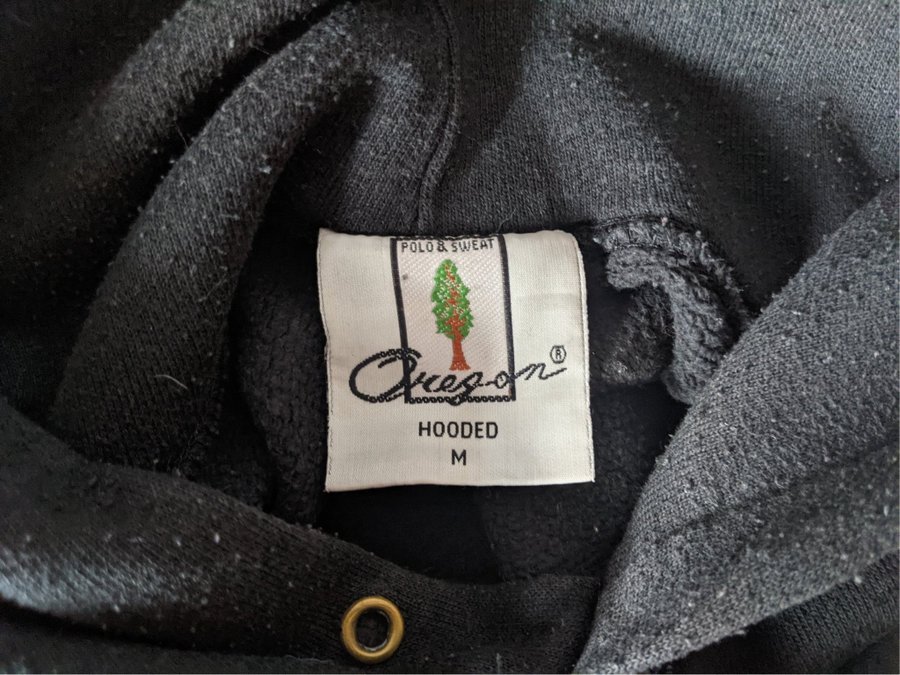 POLO & SWEAT
Oregon®
HOODED
M